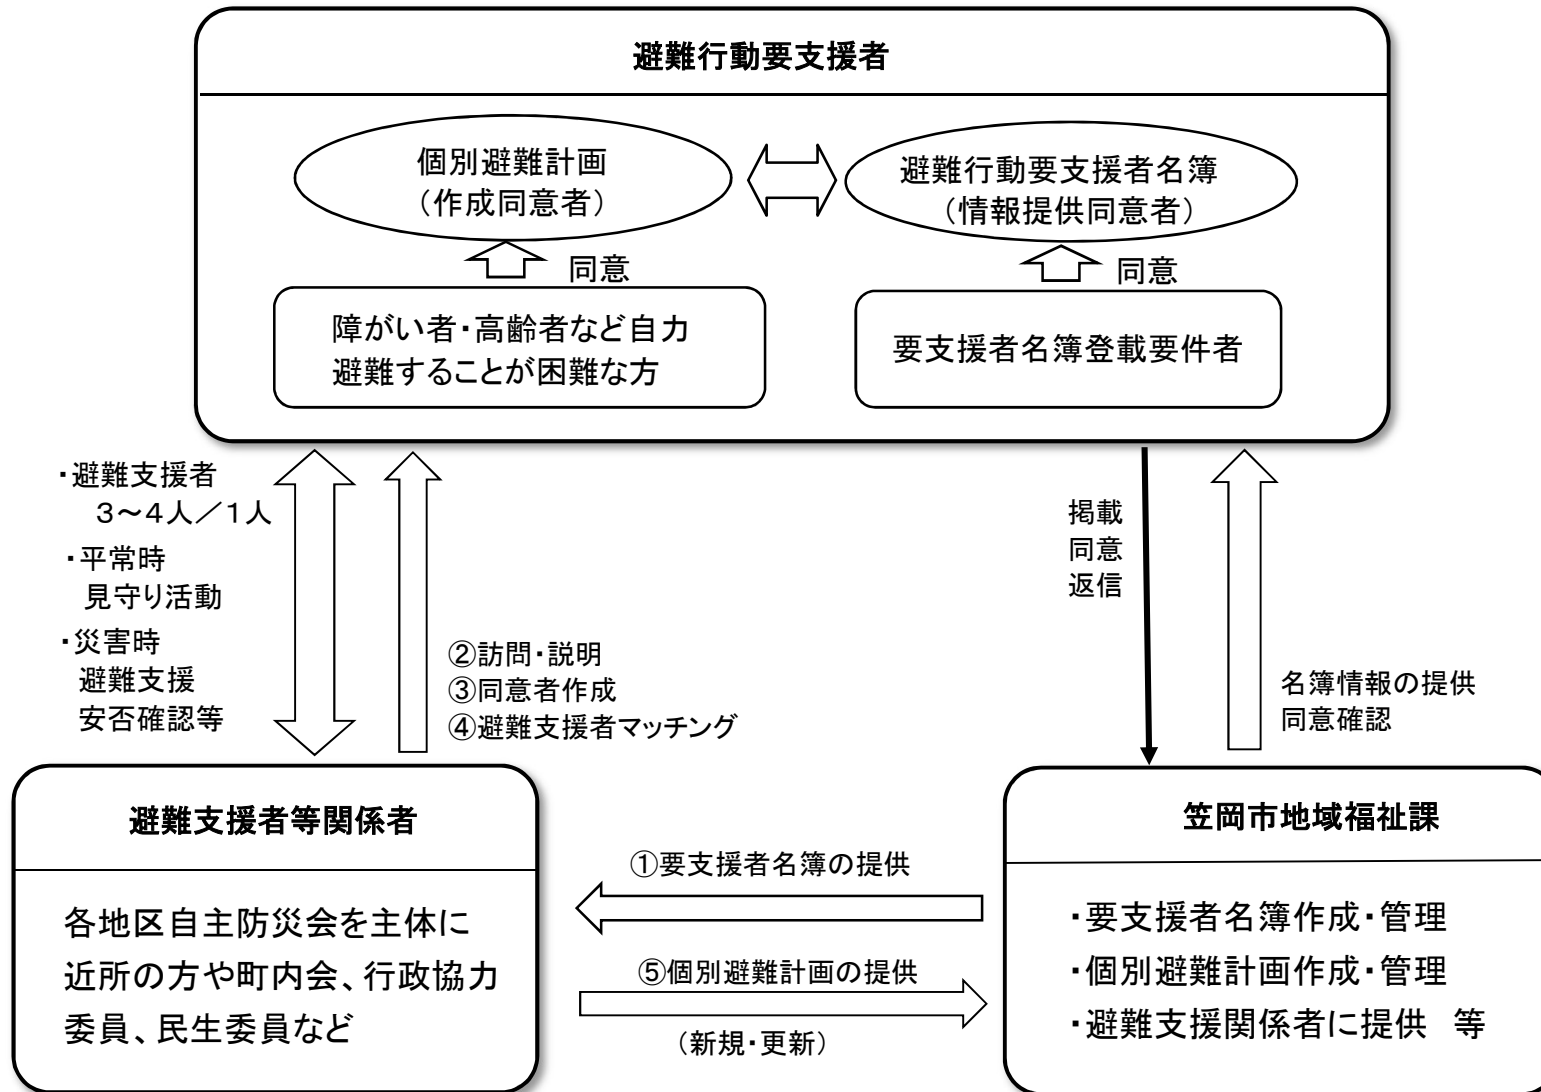 避難行動要支援者
個別避難計画
（作成同意者）
避難行動要支援者名簿
（情報提供同意者）
同意
同意
障がい者・高齢者など自力
避難することが困難な方
要支援者名簿登載要件者
・避難支援者
３～４人／１人
・平常時
見守り活動
・災害時
避難支援
安否確認等
②訪問・説明
③同意者作成
④避難支援者マッチング
掲載
同意
返信
名簿情報の提供
同意確認
避難支援者等関係者
各地区自主防災会を主体に
近所の方や町内会、行政協力
委員、民生委員など
①要支援者名簿の提供
⑤個別避難計画の提供
（新規・更新）
笠岡市地域福祉課
・要支援者名簿作成・管理
・個別避難計画作成・管理
・避難支援関係者に提供　等